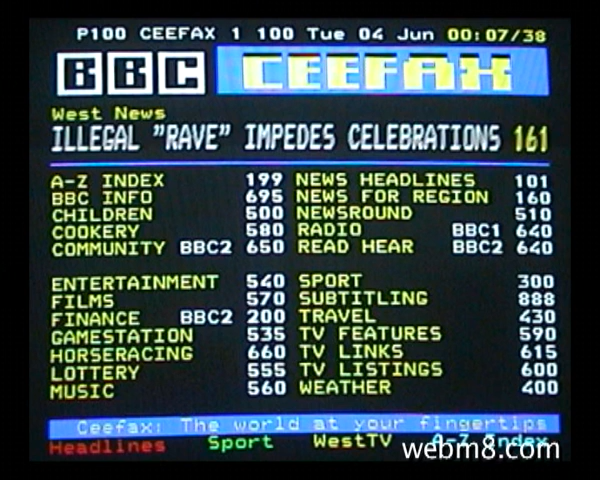 P100 CEEFAX 1 100 Tue 04 Jun 00:07/38
BBC CEEFAX
West News
ILLEGAL "RAVE" IMPEDES CELEBRATIONS 161
A-Z INDEX 199 NEWS HEADLINES 101
BBC INFO 695 NEWS FOR REGION 160
CHILDREN 500 NEWSROUND 510
COOKERY 580 RADIO BBC1 640
COMMUNITY BBC2 650 READ HEAR BBC2 640
ENTERTAINMENT 540 SPORT 300
FILMS 570 SUBTITLING 888
FINANCE BBC2 200 TRAVEL 430
GAMESTATION 535 TV FEATURES 590
HORSERACING 660 TV LINKS 615
LOTTERY 555 TV LISTINGS 600
MUSIC 560 WEATHER 400
Ceefax: The world at your fingertips
Headlines Sport WestTV A-Z Index
webm8.com